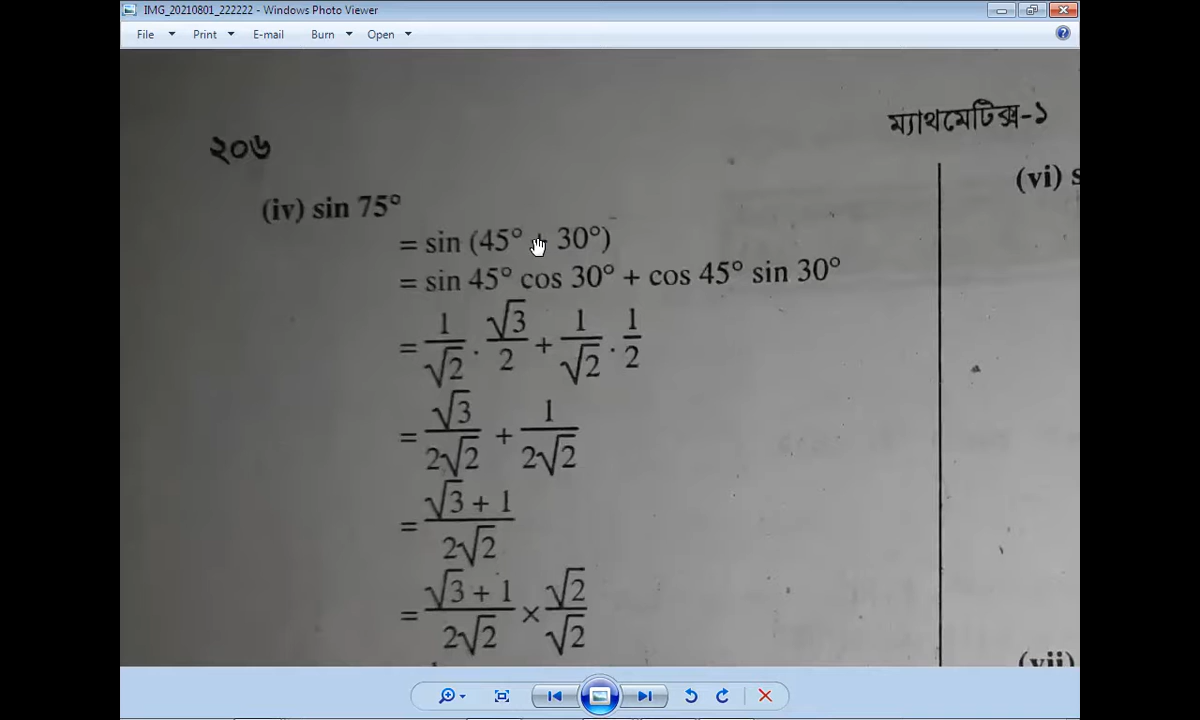 IMG_20210801_222222 - Windows Photo Viewer
File Print E-mail Burn Open
২০৬
ম্যাথমেটিক্স-১
(iv) sin 75°
= sin (45° + 30°)
= sin 45° cos 30° + cos 45° sin 30°
= 1/√2 · √3/2 + 1/√2 · 1/2
= √3/2√2 + 1/2√2
= √3 + 1/2√2
= √3 + 1/2√2 × √2/√2
(vi) s
(vii)